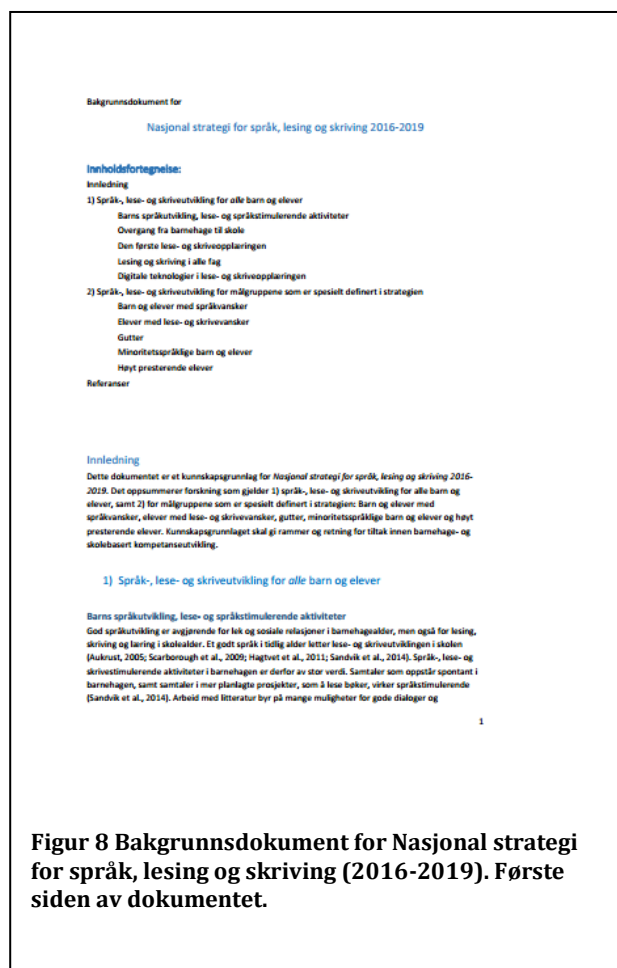 Bakgrunnsdokument for
Nasjonal strategi for språk, lesing og skriving 2016-2019
Innholdsfortegnelse:
Innledning
1) Språk-, lese- og skriveutvikling for alle barn og elever
Barns språkutvikling, lese- og språkstimulerende aktiviteter
Overgang fra barnehage til skole
Den første lese- og skriveopplæringen
Lesing og skriving i alle fag
Digitale teknologier i lese- og skriveopplæringen
2) Språk-, lese- og skriveutvikling for målgruppene som er spesielt definert i strategien
Barn og elever med språkvansker
Elever med lese- og skrivevansker
Gutter
Minoritetsspråklige barn og elever
Høyt presterende elever
Referanser
Innledning
Dette dokumentet er et kunnskapsgrunnlag for Nasjonal strategi for språk, lesing og skriving 2016-
2019. Det oppsummerer forskning som gjelder 1) språk-, lese- og skriveutvikling for alle barn og
elever, samt 2) for målgruppene som er spesielt definert i strategien: Barn og elever med
språkvansker, elever med lese- og skrivevansker, gutter, minoritetsspråklige barn og elever og høyt
presterende elever. Kunnskapsgrunnlaget skal gi rammer og retning for tiltak innen barnehage- og
skolebasert kompetanseutvikling.
1) Språk-, lese- og skriveutvikling for alle barn og elever
Barns språkutvikling, lese- og språkstimulerende aktiviteter
God språkutvikling er avgjørende for lek og sosiale relasjoner i barnehagealder, men også for lesing,
skriving og læring i skolealder. Et godt språk i tidlig alder letter lese- og skriveutviklingen i skolen
(Aukrust, 2005; Scarborough et al., 2009; Hagtvet et al., 2011; Sandvik et al., 2014). Språk-, lese- og
skrivestimulerende aktiviteter i barnehagen er derfor av stor verdi. Samtaler som oppstår spontant i
barnehagen, samt samtaler i mer planlagte prosjekter, som å lese bøker, virker språkstimulerende
(Sandvik et al., 2014). Arbeid med litteratur byr på mange muligheter for gode dialoger og
1
Figur 8 Bakgrunnsdokument for Nasjonal strategi
for språk, lesing og skriving (2016-2019). Første
siden av dokumentet.